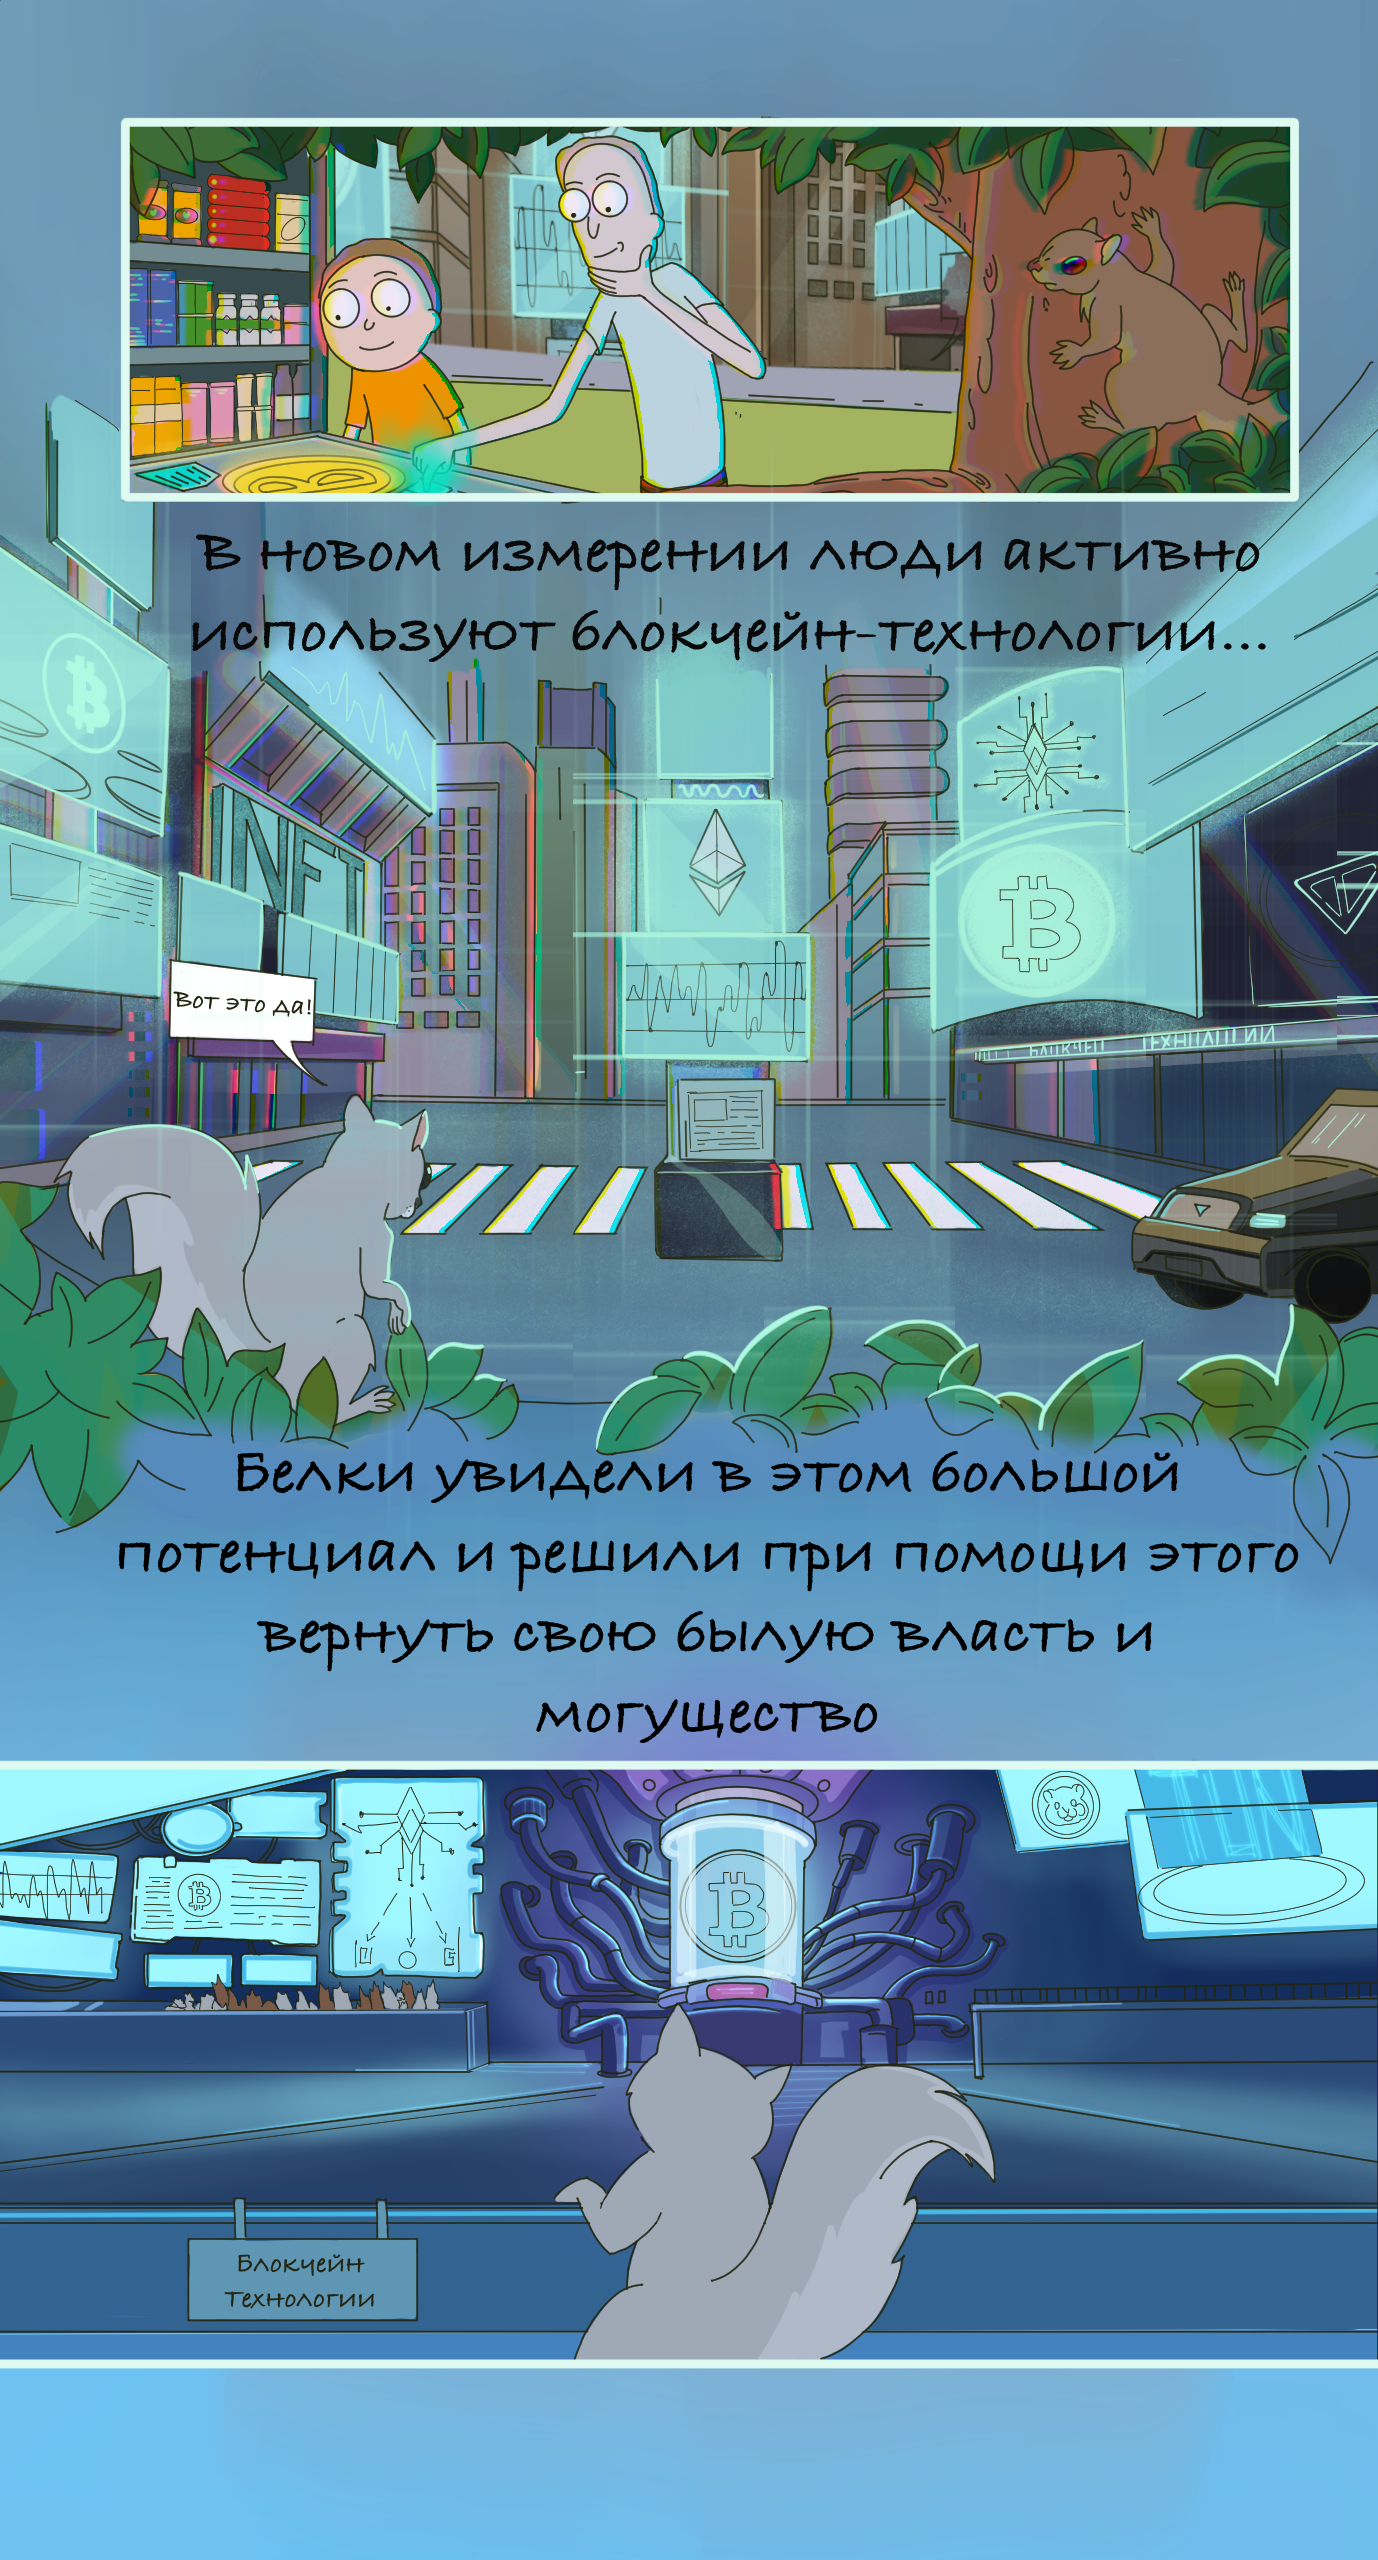 В новом измерении люди активно
используют блокчейн-технологии...
NFT
Вот это да!
Белки увидели в этом большой
потенциал и решили при помощи этого
вернуть свою былую власть и
могущество
TON
Блокчейн
технологии